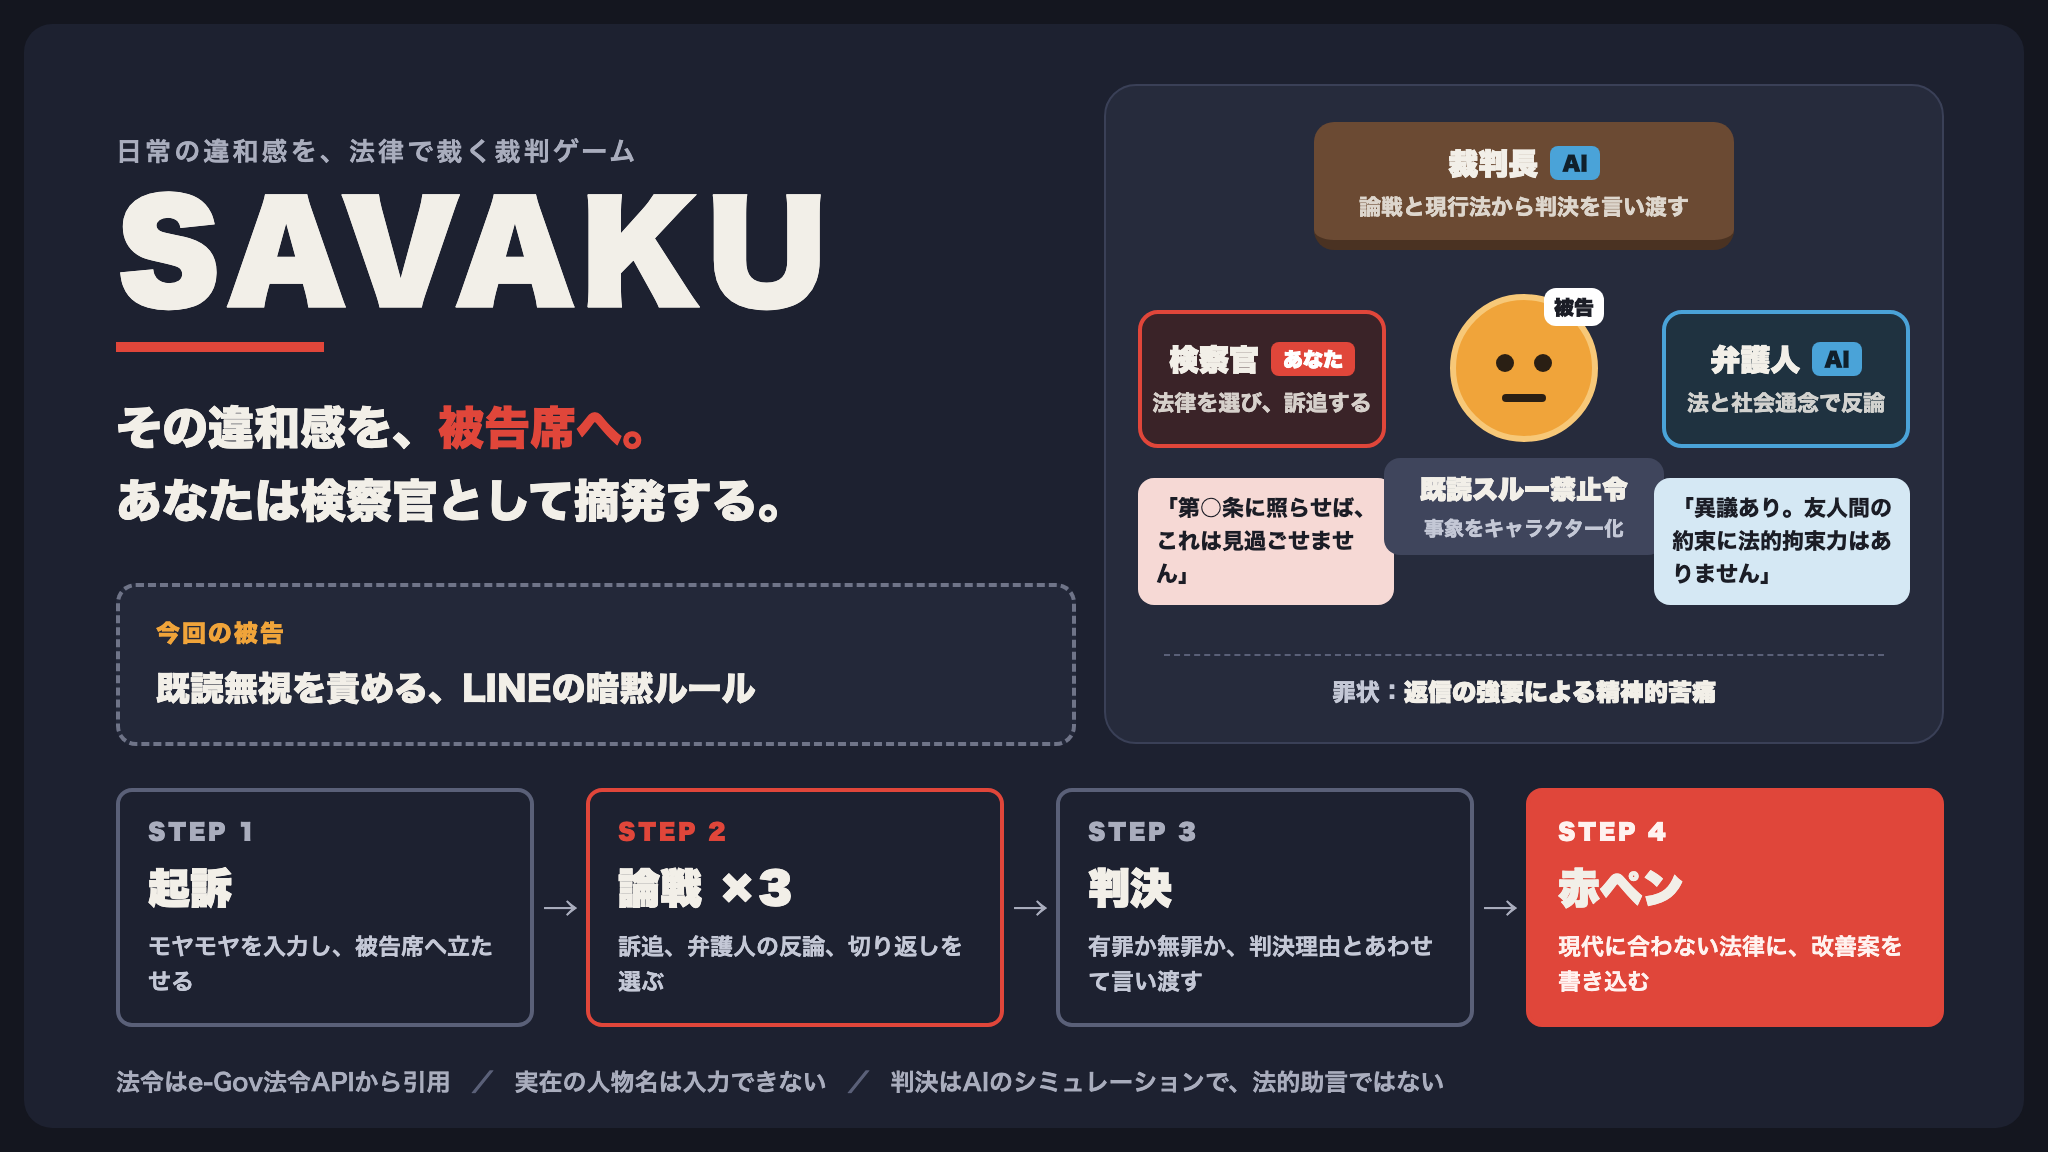 日常の違和感を、法律で裁く裁判ゲーム
SAVAKU
その違和感を、被告席へ。
あなたは検察官として摘発する。
今回の被告
既読無視を責める、LINEの暗黙ルール
裁判長 AI
論戦と現行法から判決を言い渡す
検察官 あなた
法律を選び、訴追する
被告
弁護人 AI
法と社会通念で反論
「第○条に照らせば、
これは見過ごせませ
ん」
既読スルー禁止令
事象をキャラクター化
「異議あり。友人間の
約束に法的拘束力はあ
りません」
罪状：返信の強要による精神的苦痛
STEP 1
起訴
モヤモヤを入力し、被告席へ立た
せる
→
STEP 2
論戦 ×3
訴追、弁護人の反論、切り返しを
選ぶ
→
STEP 3
判決
有罪か無罪か、判決理由とあわせ
て言い渡す
→
STEP 4
赤ペン
現代に合わない法律に、改善案を
書き込む
法令はe-Gov法令APIから引用 ／ 実在の人物名は入力できない ／ 判決はAIのシミュレーションで、法的助言ではない